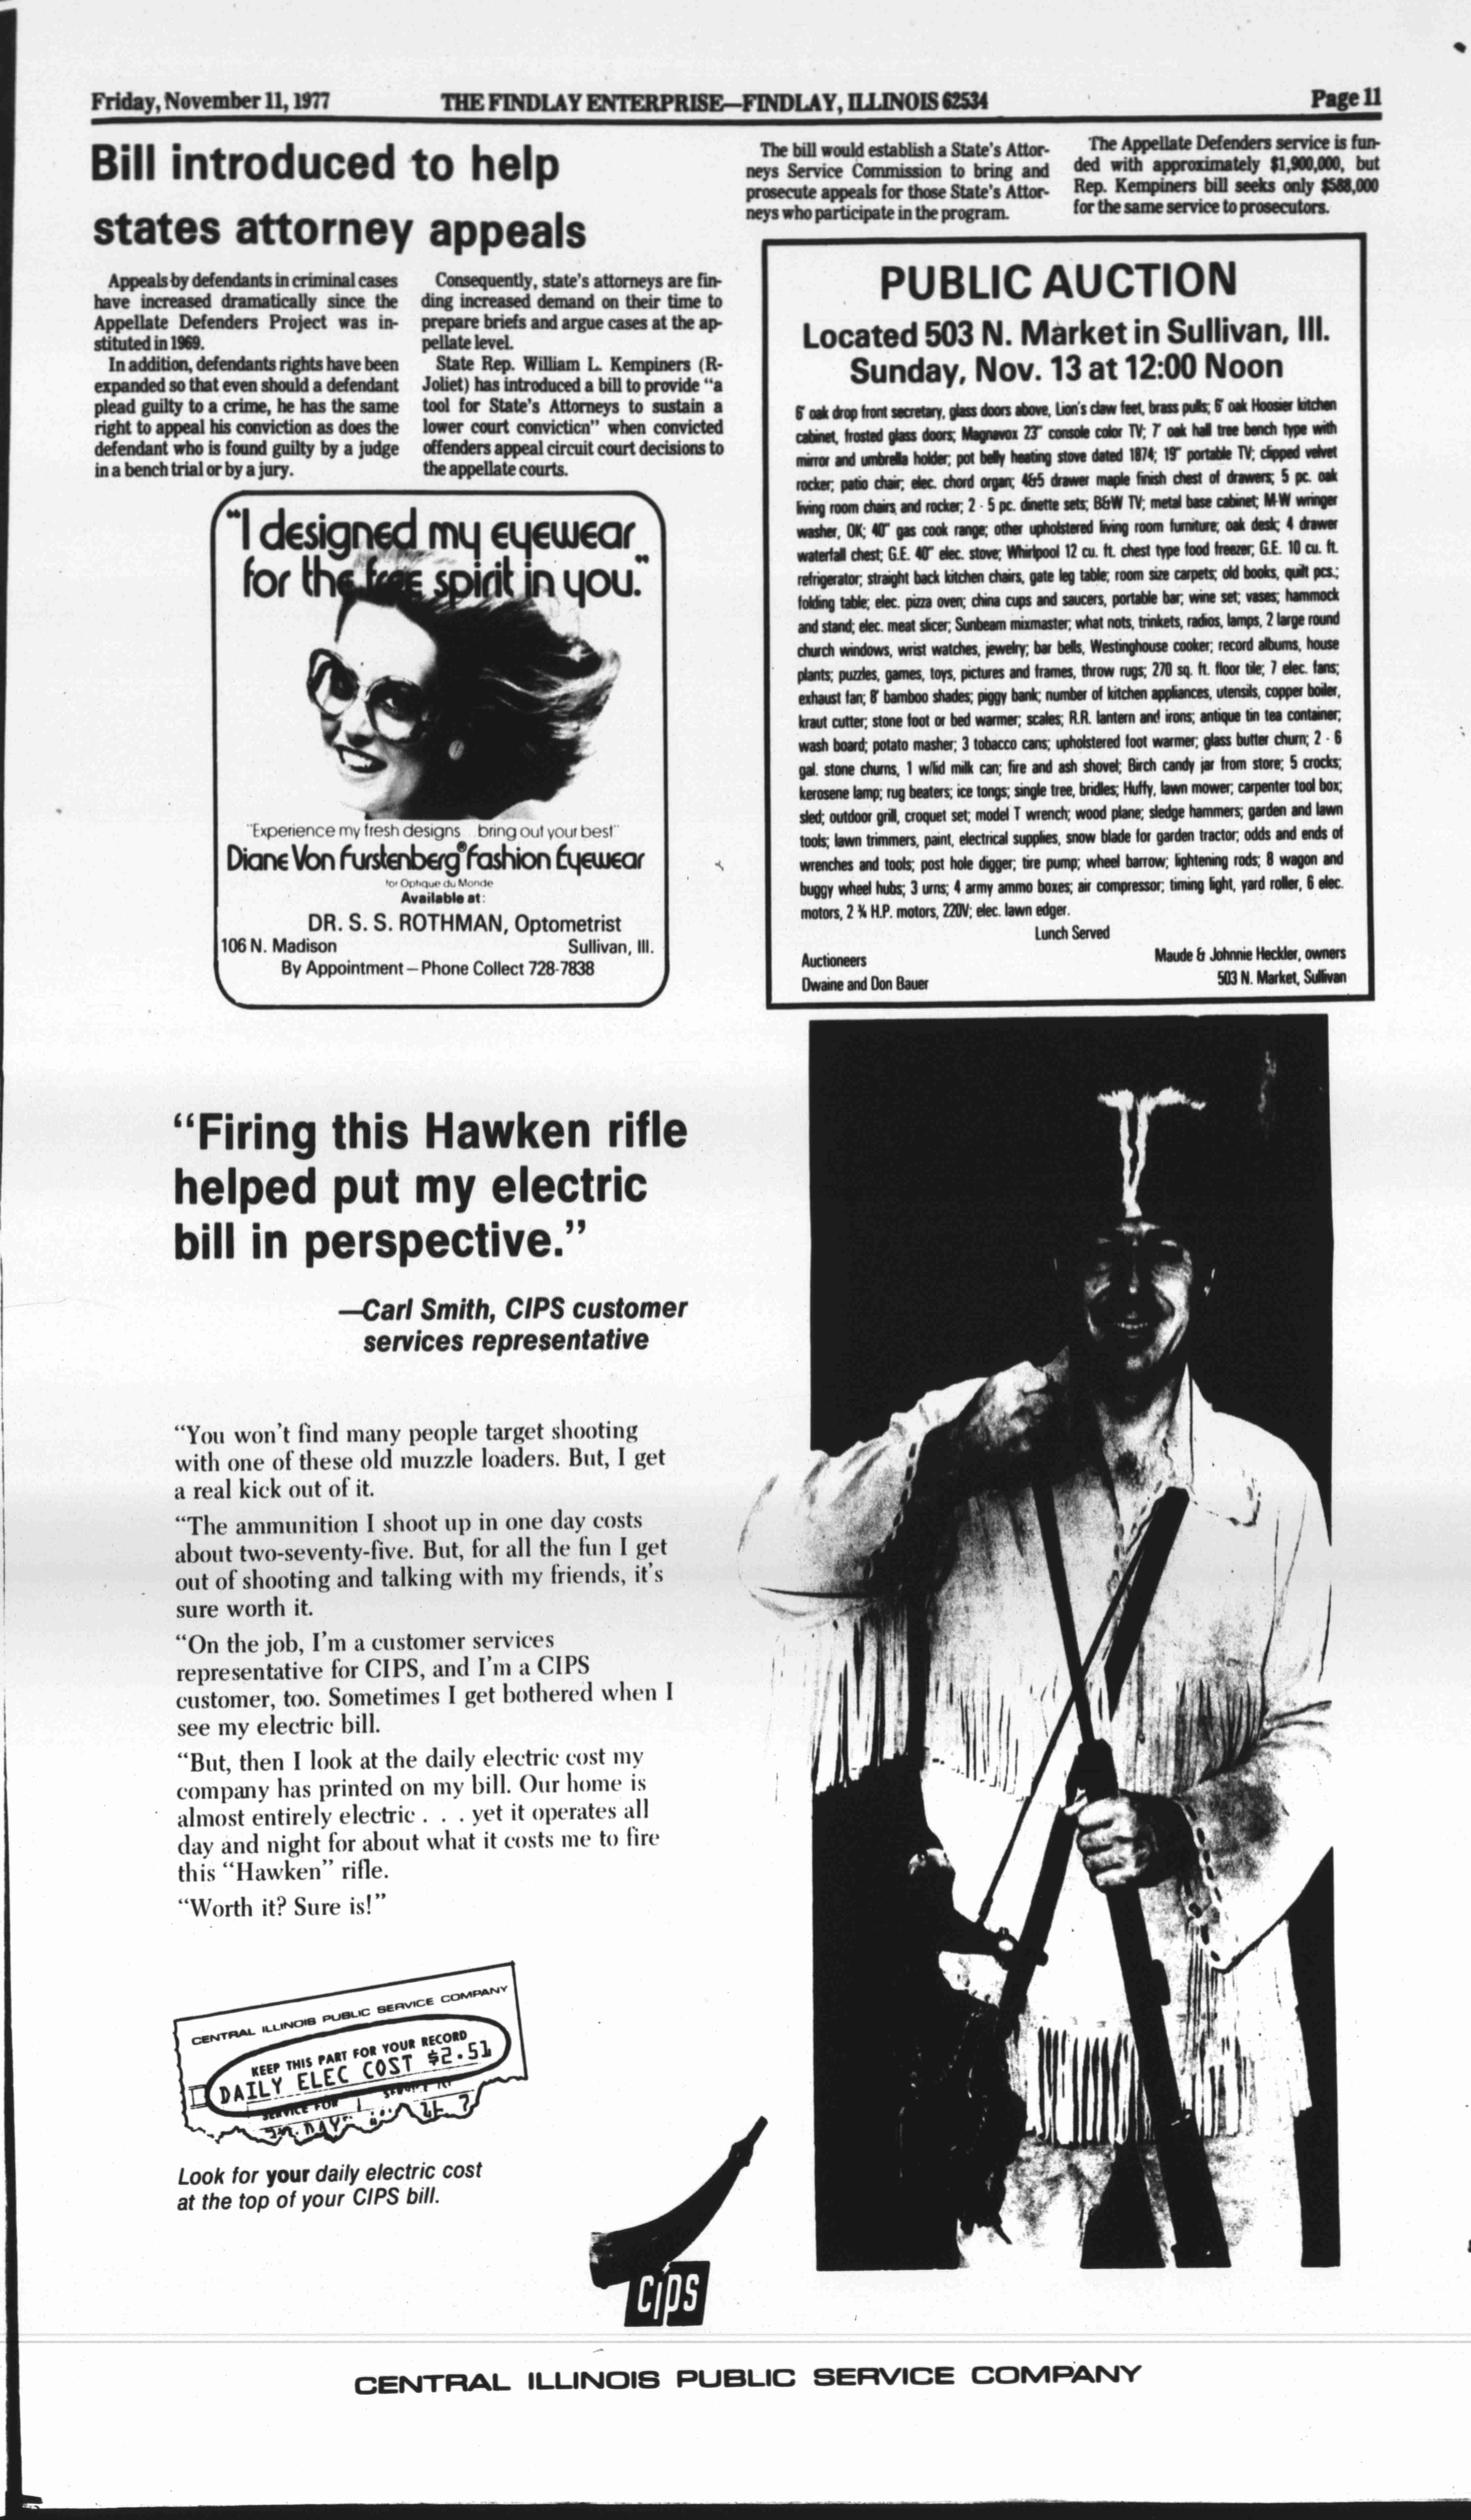 Friday, November 11, 1977
THE FINDLAY ENTERPRISE—FINDLAY, ILLINOIS 62534
Page 11
Bill introduced to help
states attorney appeals
Appeals by defendants in criminal cases
have increased dramatically since the
Appellate Defenders Project was in-
stituted in 1969.
In addition, defendants rights have been
expanded so that even should a defendant
plead guilty to a crime, he has the same
right to appeal his conviction as does the
defendant who is found guilty by a judge
in a bench trial or by a jury.
Consequently, state's attorneys are fin-
ding increased demand on their time to
prepare briefs and argue cases at the ap-
pellate level.
State Rep. William L. Kempiners (R-
Joliet) has introduced a bill to provide "a
tool for State's Attorneys to sustain a
lower court conviction" when convicted
offenders appeal circuit court decisions to
the appellate courts.
The bill would establish a State's Attor-
neys Service Commission to bring and
prosecute appeals for those State's Attor-
neys who participate in the program.
The Appellate Defenders service is fun-
ded with approximately $1,900,000, but
Rep. Kempiners bill seeks only $588,000
for the same service to prosecutors.
"I designed my eyewear
for the free spirit in you."
"Experience my fresh designs...bring out your best"
Diane Von Furstenberg® Fashion Eyewear
for Optique du Monde
Available at:
DR. S. S. ROTHMAN, Optometrist
106 N. Madison Sullivan, Ill.
By Appointment — Phone Collect 728-7838
PUBLIC AUCTION
Located 503 N. Market in Sullivan, Ill.
Sunday, Nov. 13 at 12:00 Noon
6' oak drop front secretary, glass doors above, Lion's claw feet, brass pulls; 6' oak Hoosier kitchen
cabinet, frosted glass doors; Magnavox 23" console color TV; 7' oak hall tree bench type with
mirror and umbrella holder; pot belly heating stove dated 1874; 19" portable TV; clipped velvet
rocker; patio chair; elec. chord organ; 4&5 drawer maple finish chest of drawers; 5 pc. oak
living room chairs and rocker; 2 - 5 pc. dinette sets; B&W TV; metal base cabinet; M-W wringer
washer, OK; 40" gas cook range; other upholstered living room furniture; oak desk; 4 drawer
waterfall chest; G.E. 40" elec. stove; Whirlpool 12 cu. ft. chest type food freezer; G.E. 10 cu. ft.
refrigerator; straight back kitchen chairs, gate leg table; room size carpets; old books, quilt pcs.;
folding table; elec. pizza oven; china cups and saucers, portable bar; wine set; vases; hammock
and stand; elec. meat slicer; Sunbeam mixmaster; what nots, trinkets, radios, lamps, 2 large round
church windows, wrist watches, jewelry; bar bells, Westinghouse cooker; record albums, house
plants; puzzles, games, toys, pictures and frames, throw rugs; 270 sq. ft. floor tile; 7 elec. fans;
exhaust fan; 8' bamboo shades; piggy bank; number of kitchen appliances, utensils, copper boiler,
kraut cutter; stone foot or bed warmer; scales; R.R. lantern and irons; antique tin tea container;
wash board; potato masher; 3 tobacco cans; upholstered foot warmer; glass butter churn; 2 - 6
gal. stone churns, 1 w/lid milk can; fire and ash shovel; Birch candy jar from store; 5 crocks;
kerosene lamp; rug beaters; ice tongs; single tree, bridles; Huffy, lawn mower; carpenter tool box;
sled; outdoor grill, croquet set; model T wrench; wood plane; sledge hammers; garden and lawn
tools; lawn trimmers, paint, electrical supplies, snow blade for garden tractor; odds and ends of
wrenches and tools; post hole digger; tire pump; wheel barrow; lightening rods; 8 wagon and
buggy wheel hubs; 3 urns; 4 army ammo boxes; air compressor; timing light, yard roller, 6 elec.
motors, 2 ¾ H.P. motors, 220V; elec. lawn edger.
Lunch Served
Auctioneers
Dwaine and Don Bauer
Maude & Johnnie Heckler, owners
503 N. Market, Sullivan
"Firing this Hawken rifle
helped put my electric
bill in perspective."
—Carl Smith, CIPS customer
services representative
"You won't find many people target shooting
with one of these old muzzle loaders. But, I get
a real kick out of it.
"The ammunition I shoot up in one day costs
about two-seventy-five. But, for all the fun I get
out of shooting and talking with my friends, it's
sure worth it.
"On the job, I'm a customer services
representative for CIPS, and I'm a CIPS
customer, too. Sometimes I get bothered when I
see my electric bill.
"But, then I look at the daily electric cost my
company has printed on my bill. Our home is
almost entirely electric . . . yet it operates all
day and night for about what it costs me to fire
this "Hawken" rifle.
"Worth it? Sure is!"
CENTRAL ILLINOIS PUBLIC SERVICE COMPANY
KEEP THIS PART FOR YOUR RECORD
DAILY ELEC COST $2.51
SERVICE FOR
Look for your daily electric cost
at the top of your CIPS bill.
CIPS
CENTRAL ILLINOIS PUBLIC SERVICE COMPANY